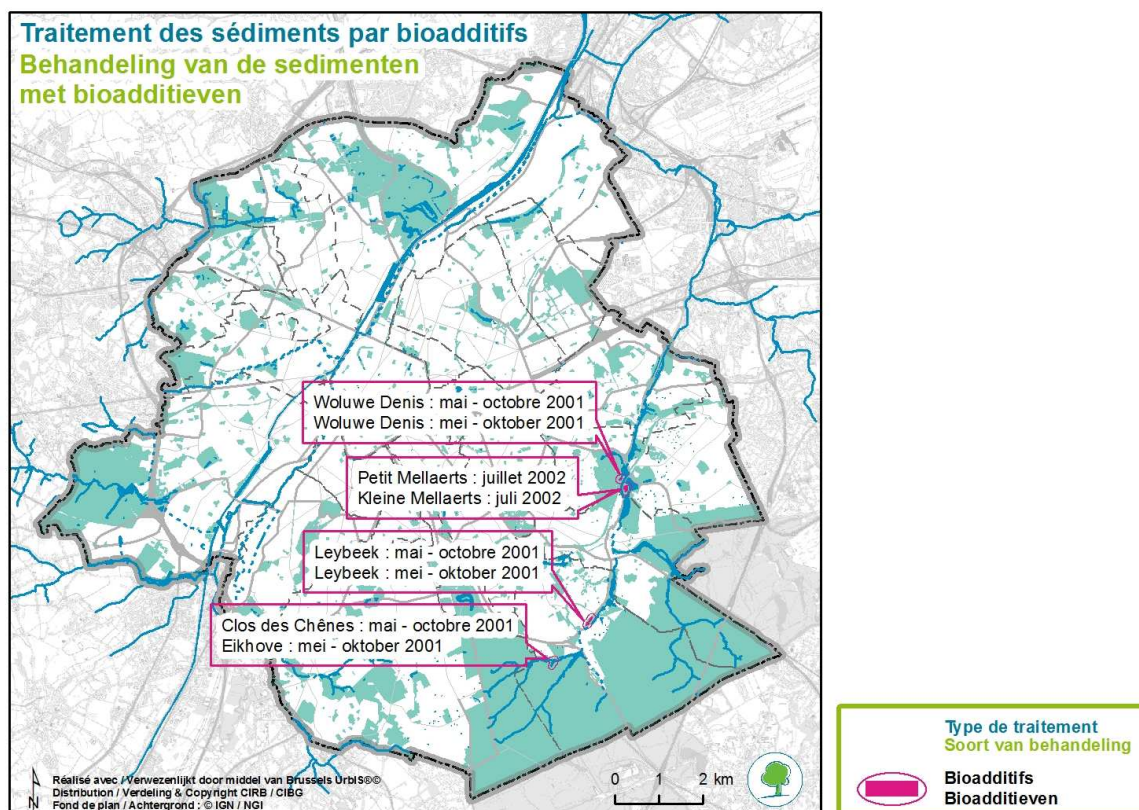 Traitement des sédiments par bioadditifs
Behandeling van de sedimenten
met bioadditieven
Woluwe Denis : mai - octobre 2001
Woluwe Denis : mei - oktober 2001
Petit Mellaerts : juillet 2002
Kleine Mellaerts : juli 2002
Leybeek : mai - octobre 2001
Leybeek : mei - oktober 2001
Clos des Chênes : mai - octobre 2001
Eikhove : mei - oktober 2001
N
Réalisé avec / Verwezenlijkt door middel van Brussels UrbIS®©
Distribution / Verdeling & Copyright CIRB / CIBG
Fond de plan / Achtergrond : © IGN / NGI
0 1 2 km
Type de traitement
Soort van behandeling
Bioadditifs
Bioadditieven